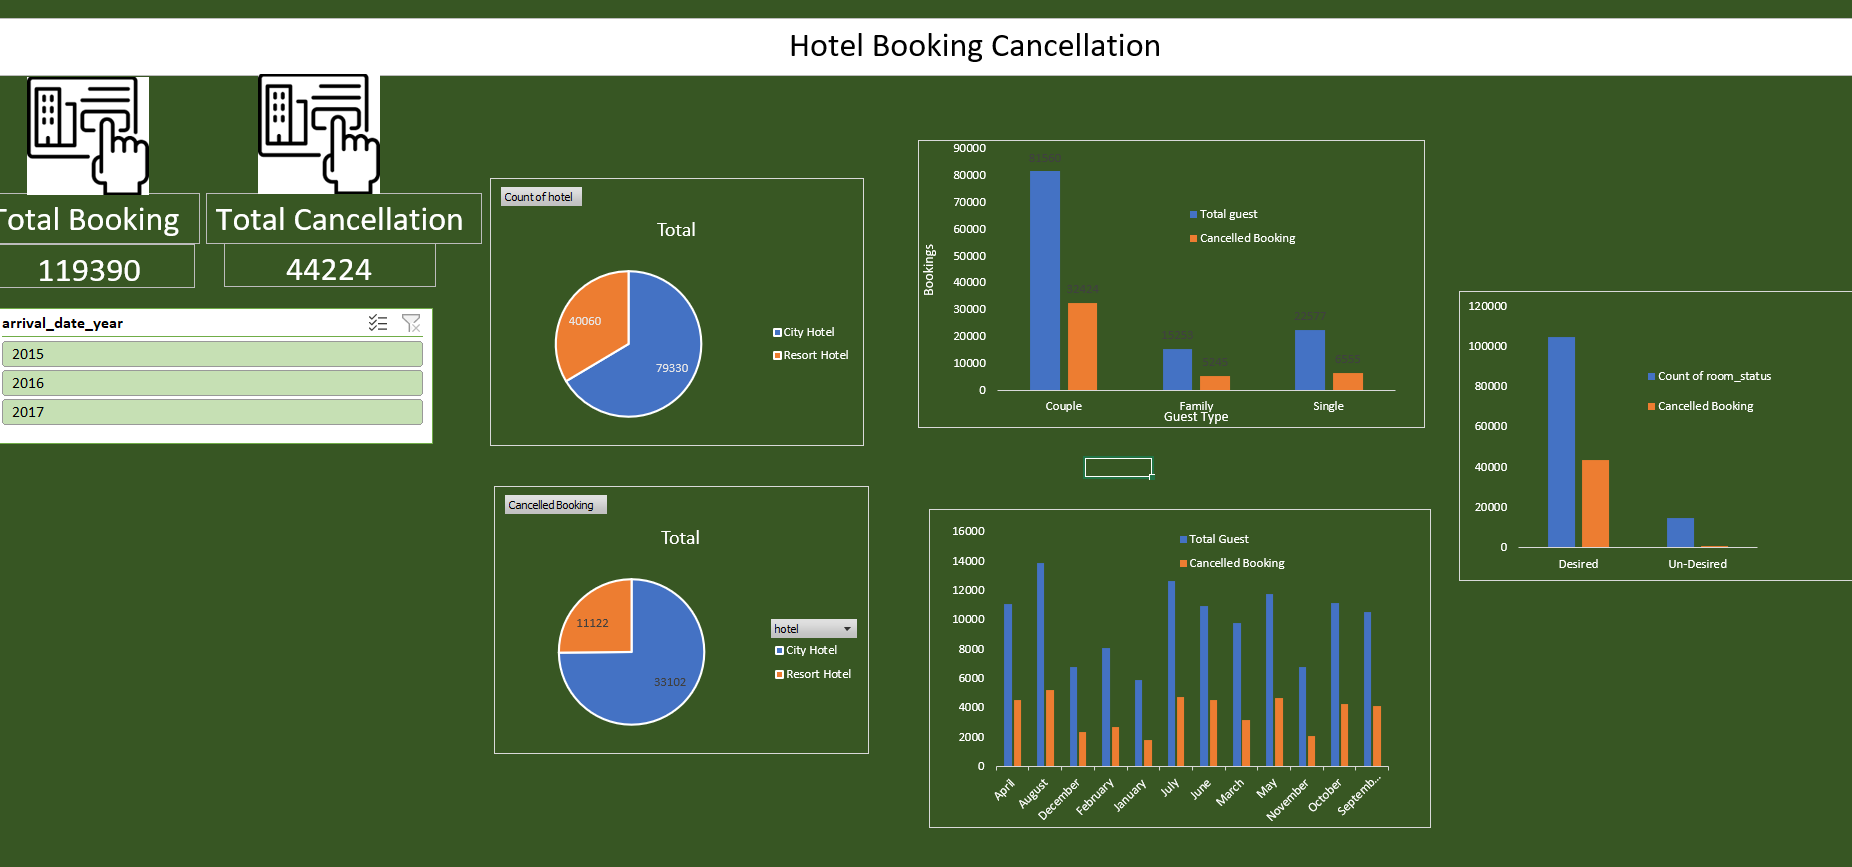 Hotel Booking Cancellation
Total Booking
119390
Total Cancellation
44224
arrival_date_year
2015
2016
2017
Count of hotel
Total
40060
79330
City Hotel
Resort Hotel
Cancelled Booking
Total
11122
33102
hotel
City Hotel
Resort Hotel
90000
80000
70000
60000
50000
40000
30000
20000
10000
0
Bookings
81560
32424
22577
Total guest
Cancelled Booking
Couple
Family
Single
Guest Type
16000
14000
12000
10000
8000
6000
4000
2000
0
Total Guest
Cancelled Booking
April
August
December
February
January
July
June
March
May
November
October
Septemb...
120000
100000
80000
60000
40000
20000
0
Count of room_status
Cancelled Booking
Desired
Un-Desired